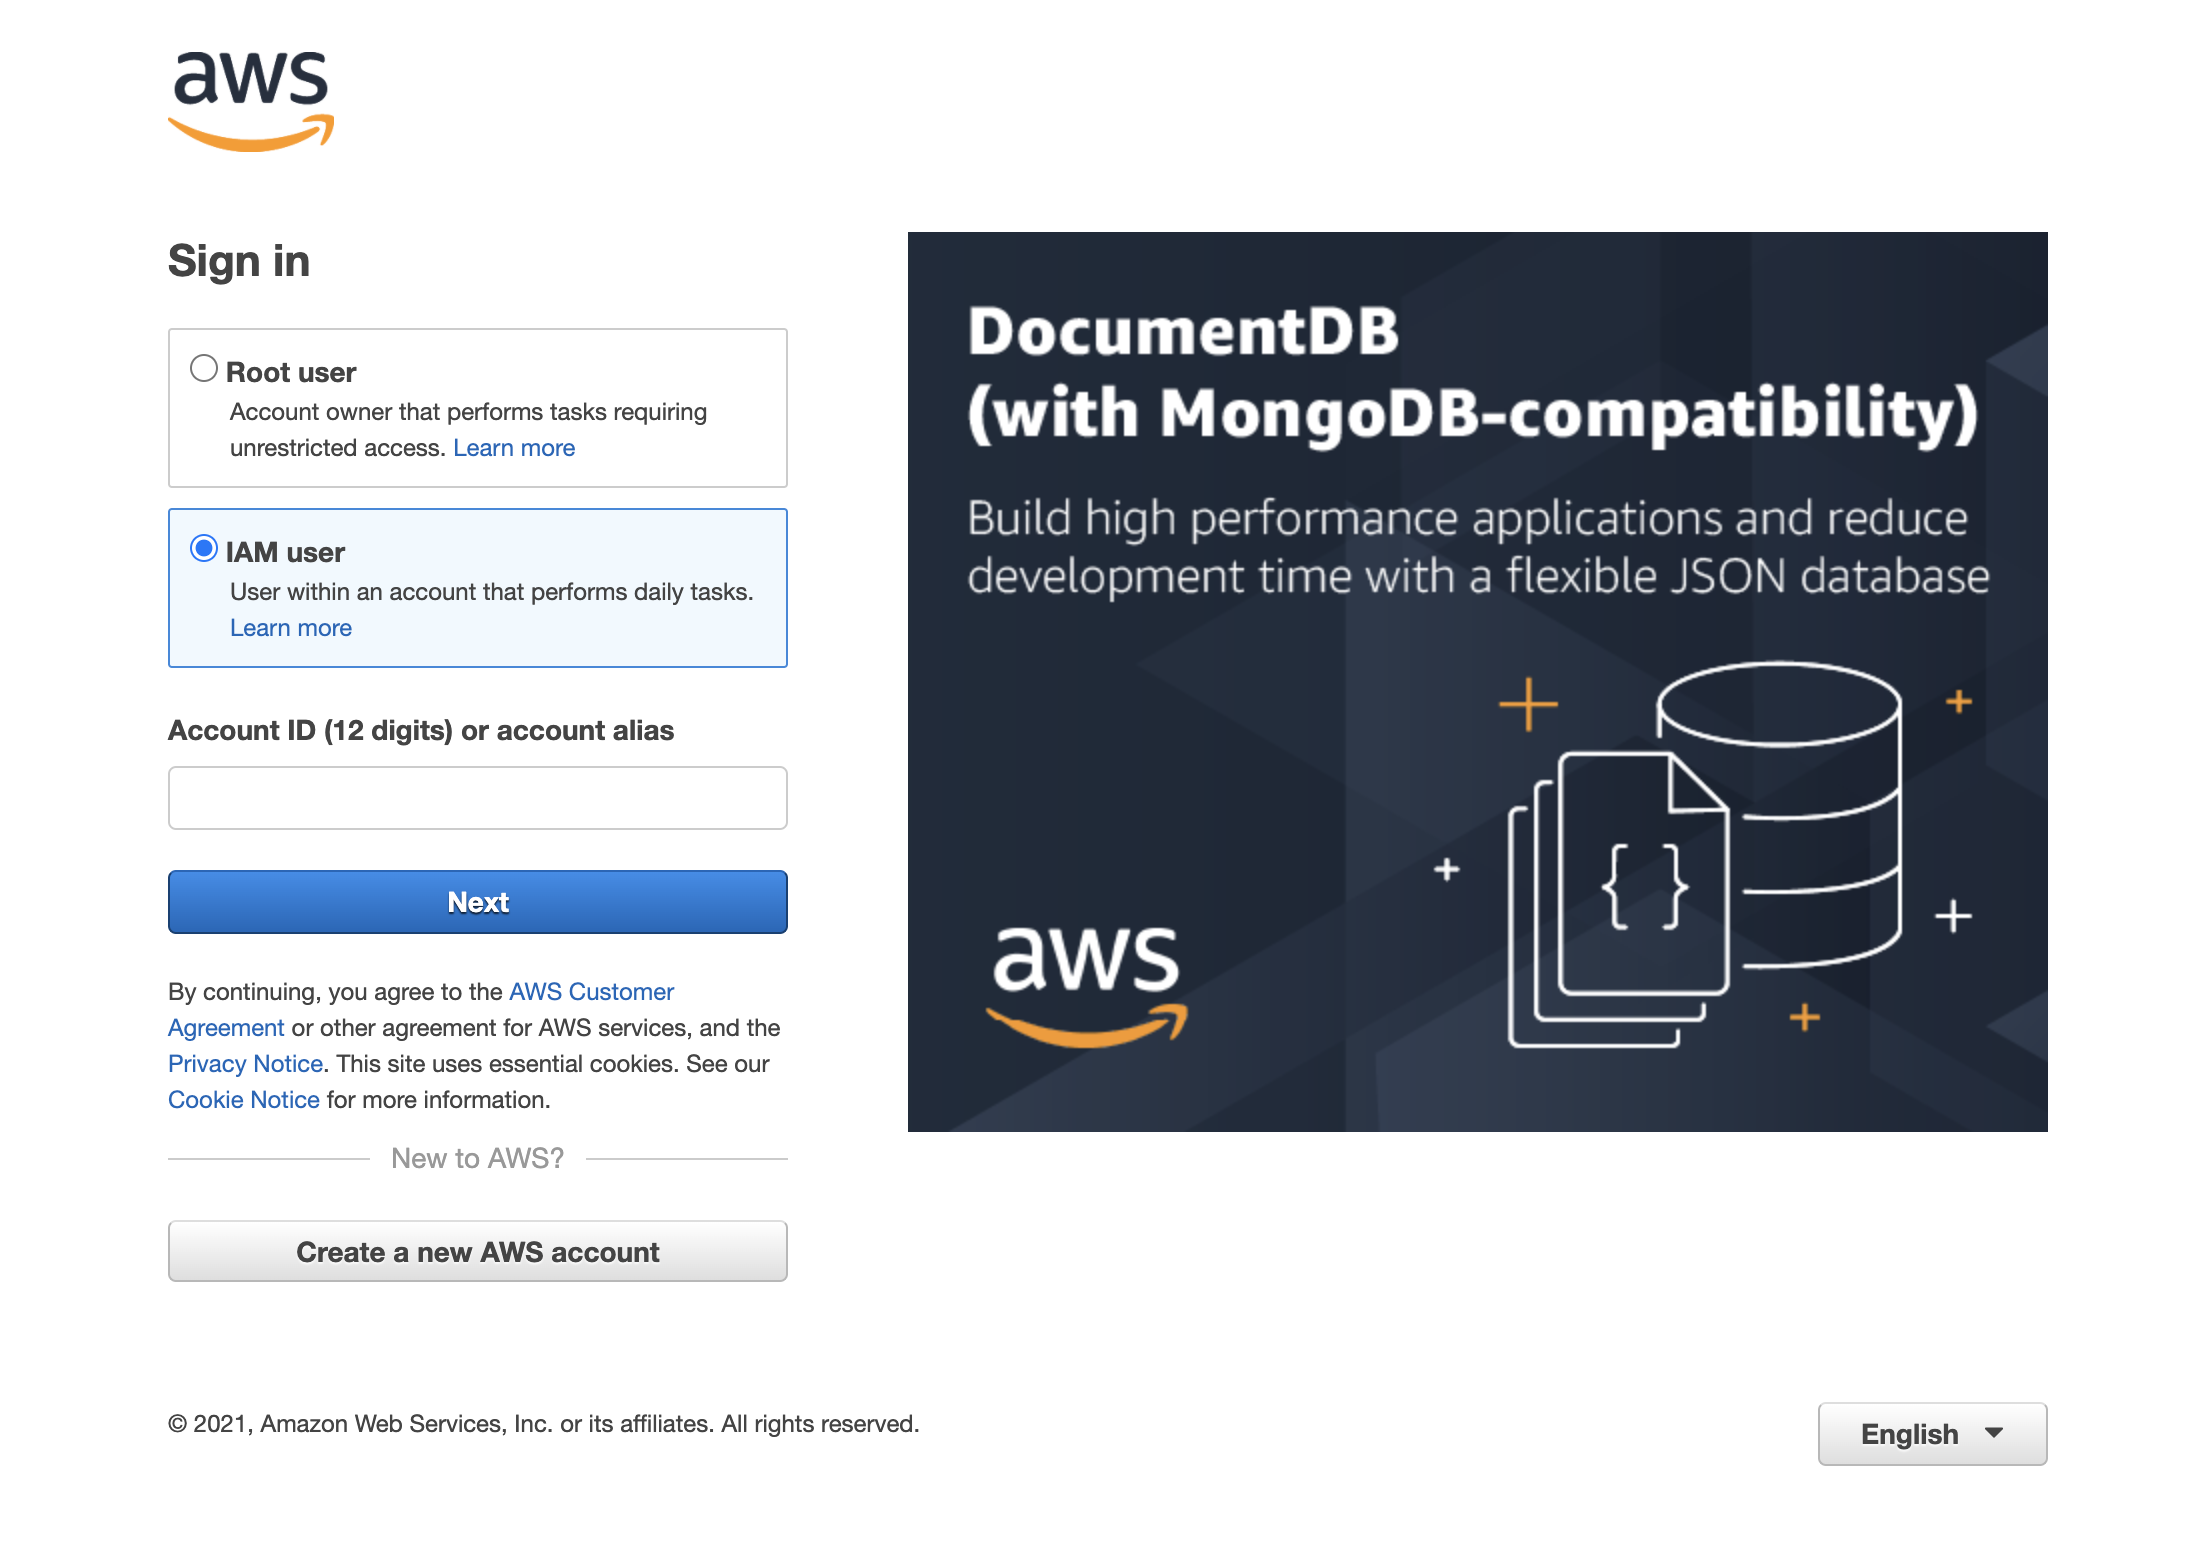 aws
Sign in
Root user
Account owner that performs tasks requiring
unrestricted access. Learn more
IAM user
User within an account that performs daily tasks.
Learn more
Account ID (12 digits) or account alias
Next
By continuing, you agree to the AWS Customer
Agreement or other agreement for AWS services, and the
Privacy Notice. This site uses essential cookies. See our
Cookie Notice for more information.
New to AWS?
Create a new AWS account
DocumentDB
(with MongoDB-compatibility)
Build high performance applications and reduce
development time with a flexible JSON database
{ }
aws
© 2021, Amazon Web Services, Inc. or its affiliates. All rights reserved.
English